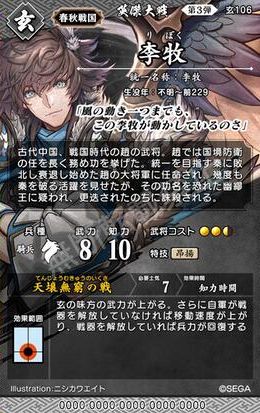 玄
春秋戦国
英傑大戦
第3弾
玄106
りぼく
李牧
統一名称：李牧
生没年 不明～前229
「風の動き一つまでも、
この李牧が動かしているのさ」
古代中国、戦国時代の趙の武将。趙では国境防衛
の任を長く務め功を挙げた。統一を目指す秦に敗
北し衰退し始めた趙の大将軍に任命され、幾度も
秦を破る活躍を見せたが、その功名を恐れた幽繆
王に疑われ、更迭されたのちに誅殺される。
兵種 武力 知力 武将コスト
騎兵 8 10
特技 昂揚
てんじょうむきゅうのいくさ
天壌無窮の戦
必要士気 7
効果時間 知力時間
効果範囲
玄の味方の武力が上がる。さらに自軍が戦
器を解放していなければ移動速度が上が
り、戦器を解放していれば兵力が回復する
Illustration:ニシカワエイト
©SEGA
0000-0000-0000-0000-0000